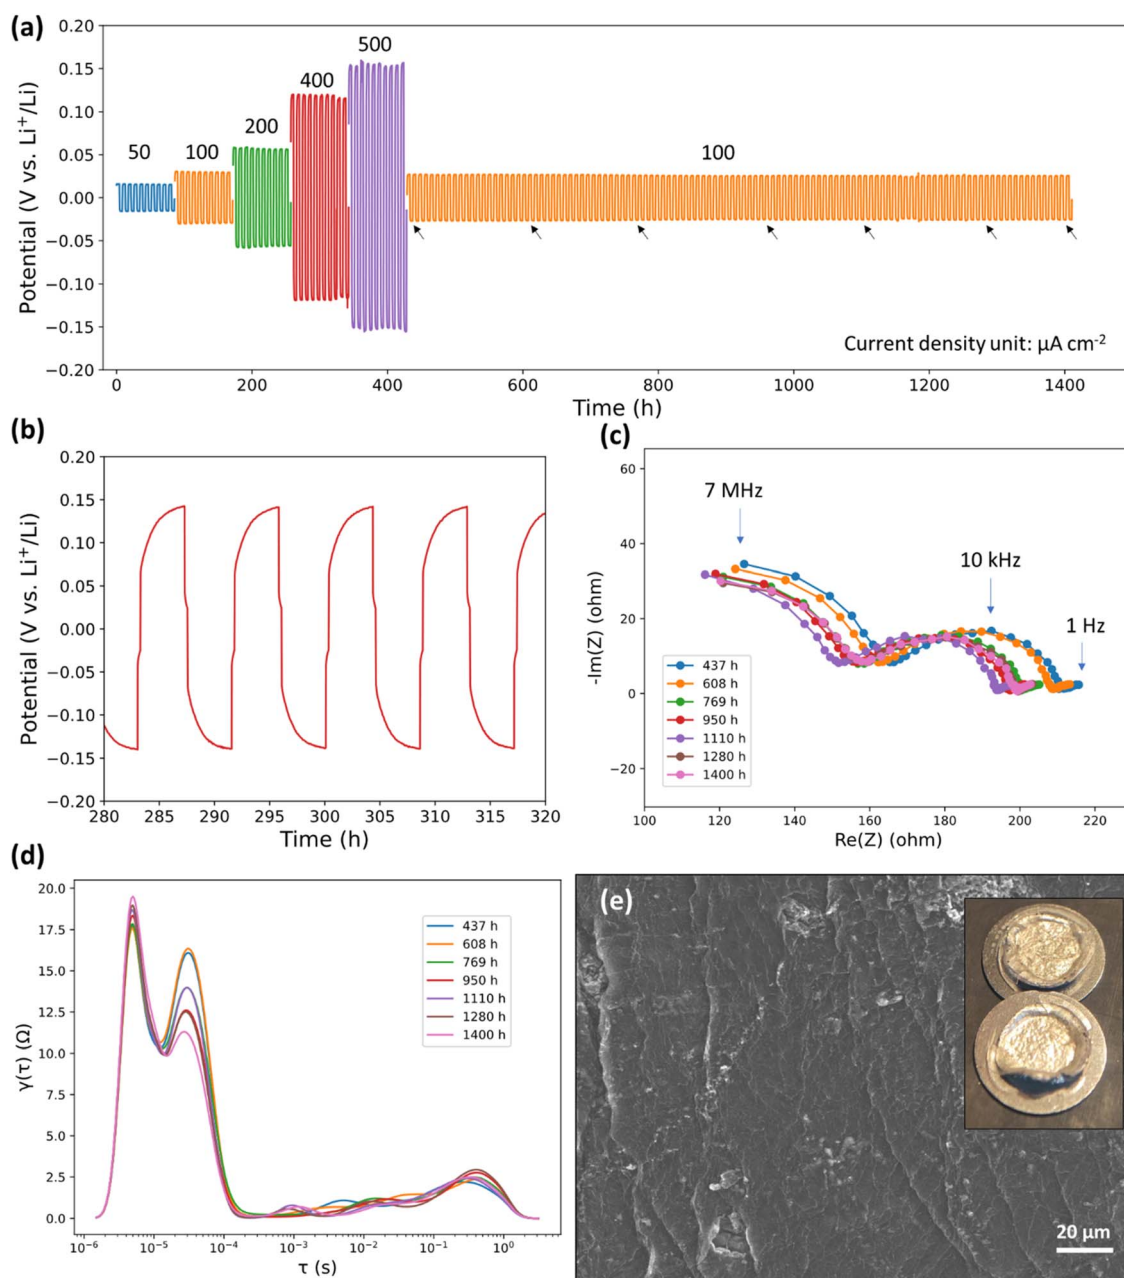 (a)
0.20
0.15
0.10
0.05
0.00
−0.05
−0.10
−0.15
−0.20
Potential (V vs. Li⁺/Li)
50
100
200
400
500
100
Current density unit: µA cm⁻²
0 200 400 600 800 1000 1200 1400
Time (h)
(b)
0.20
0.15
0.10
0.05
0.00
−0.05
−0.10
−0.15
−0.20
Potential (V vs. Li⁺/Li)
280 285 290 295 300 305 310 315 320
Time (h)
(c)
60
40
20
0
−20
-Im(Z) (ohm)
7 MHz
10 kHz
1 Hz
437 h
608 h
769 h
950 h
1110 h
1280 h
1400 h
100 120 140 160 180 200 220
Re(Z) (ohm)
(d)
20.0
17.5
15.0
12.5
10.0
7.5
5.0
2.5
0.0
γ(τ) (Ω)
437 h
608 h
769 h
950 h
1110 h
1280 h
1400 h
10⁻⁶ 10⁻⁵ 10⁻⁴ 10⁻³ 10⁻² 10⁻¹ 10⁰
τ (s)
(e)
20 µm